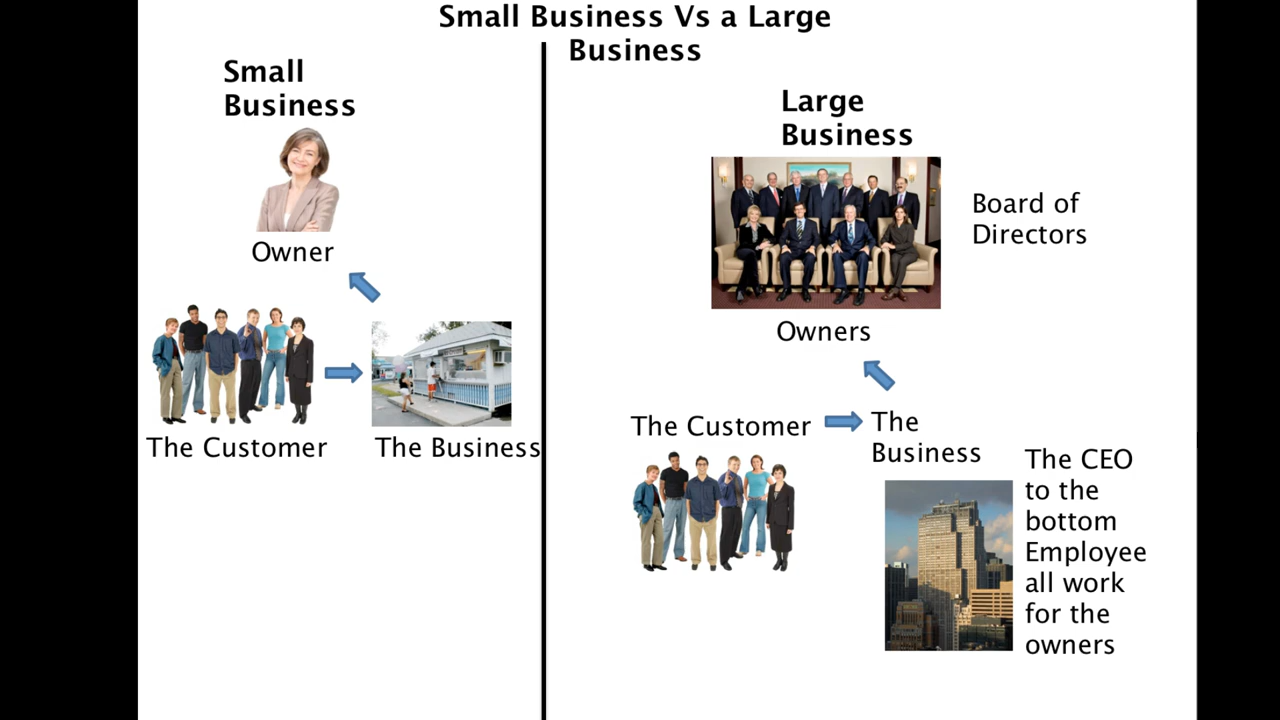 Small Business Vs a Large
Business
Small
Business
Owner
The Customer
The Business
Large
Business
Board of
Directors
Owners
The Customer
The
Business
The CEO
to the
bottom
Employee
all work
for the
owners